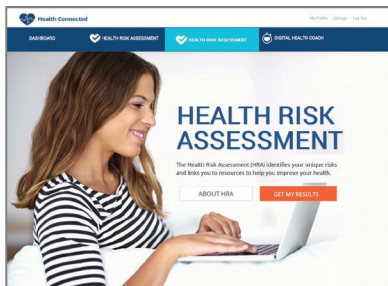 Health Connected
My Profile Settings Log Out
DASHBOARD
HEALTH RISK ASSESSMENT
HEALTH RISK ASSESSMENT
DIGITAL HEALTH COACH
HEALTH RISK
ASSESSMENT
The Health Risk Assessment (HRA) identifies your unique risks
and links you to resources to help you improve your health.
ABOUT HRA
GET MY RESULTS